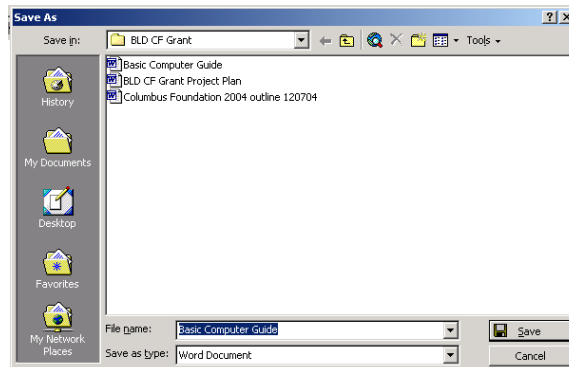 Save As
Save in: BLD CF Grant Tools
Basic Computer Guide
BLD CF Grant Project Plan
Columbus Foundation 2004 outline 120704
History
My Documents
Desktop
Favorites
My Network
Places
File name: Basic Computer Guide Save
Save as type: Word Document Cancel